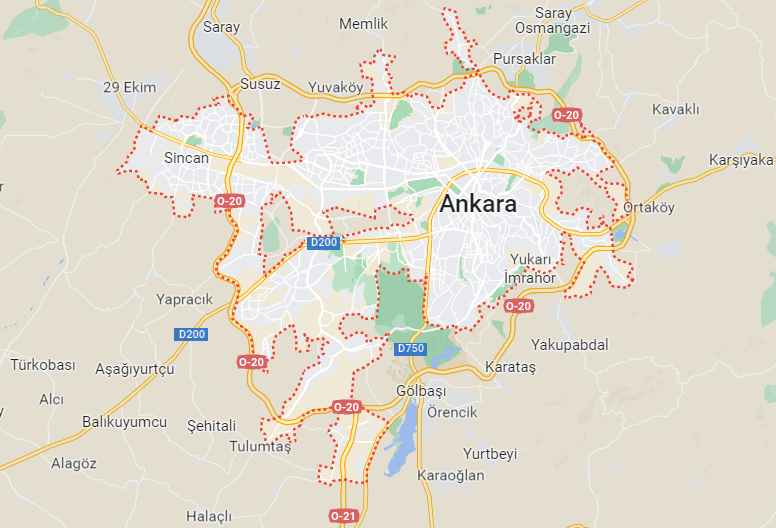 Saray
Memlik
Saray
Osmangazi
Pursaklar
29 Ekim
Susuz
Yuvaköy
O-20
Kavaklı
Sincan
Karşıyaka
O-20
Ankara
Ortaköy
D200
Yukarı
İmrahor
Yapracık
O-20
D200
Yakupabdal
D750
Türkobası
Aşağıyurtçu
O-20
Karataş
Gölbaşı
Alcı
O-20
Örencik
Balıkuyumcu
Şehitali
Tulumtaş
Yurtbeyi
Alagöz
Karaoğlan
Halaçlı
O-21